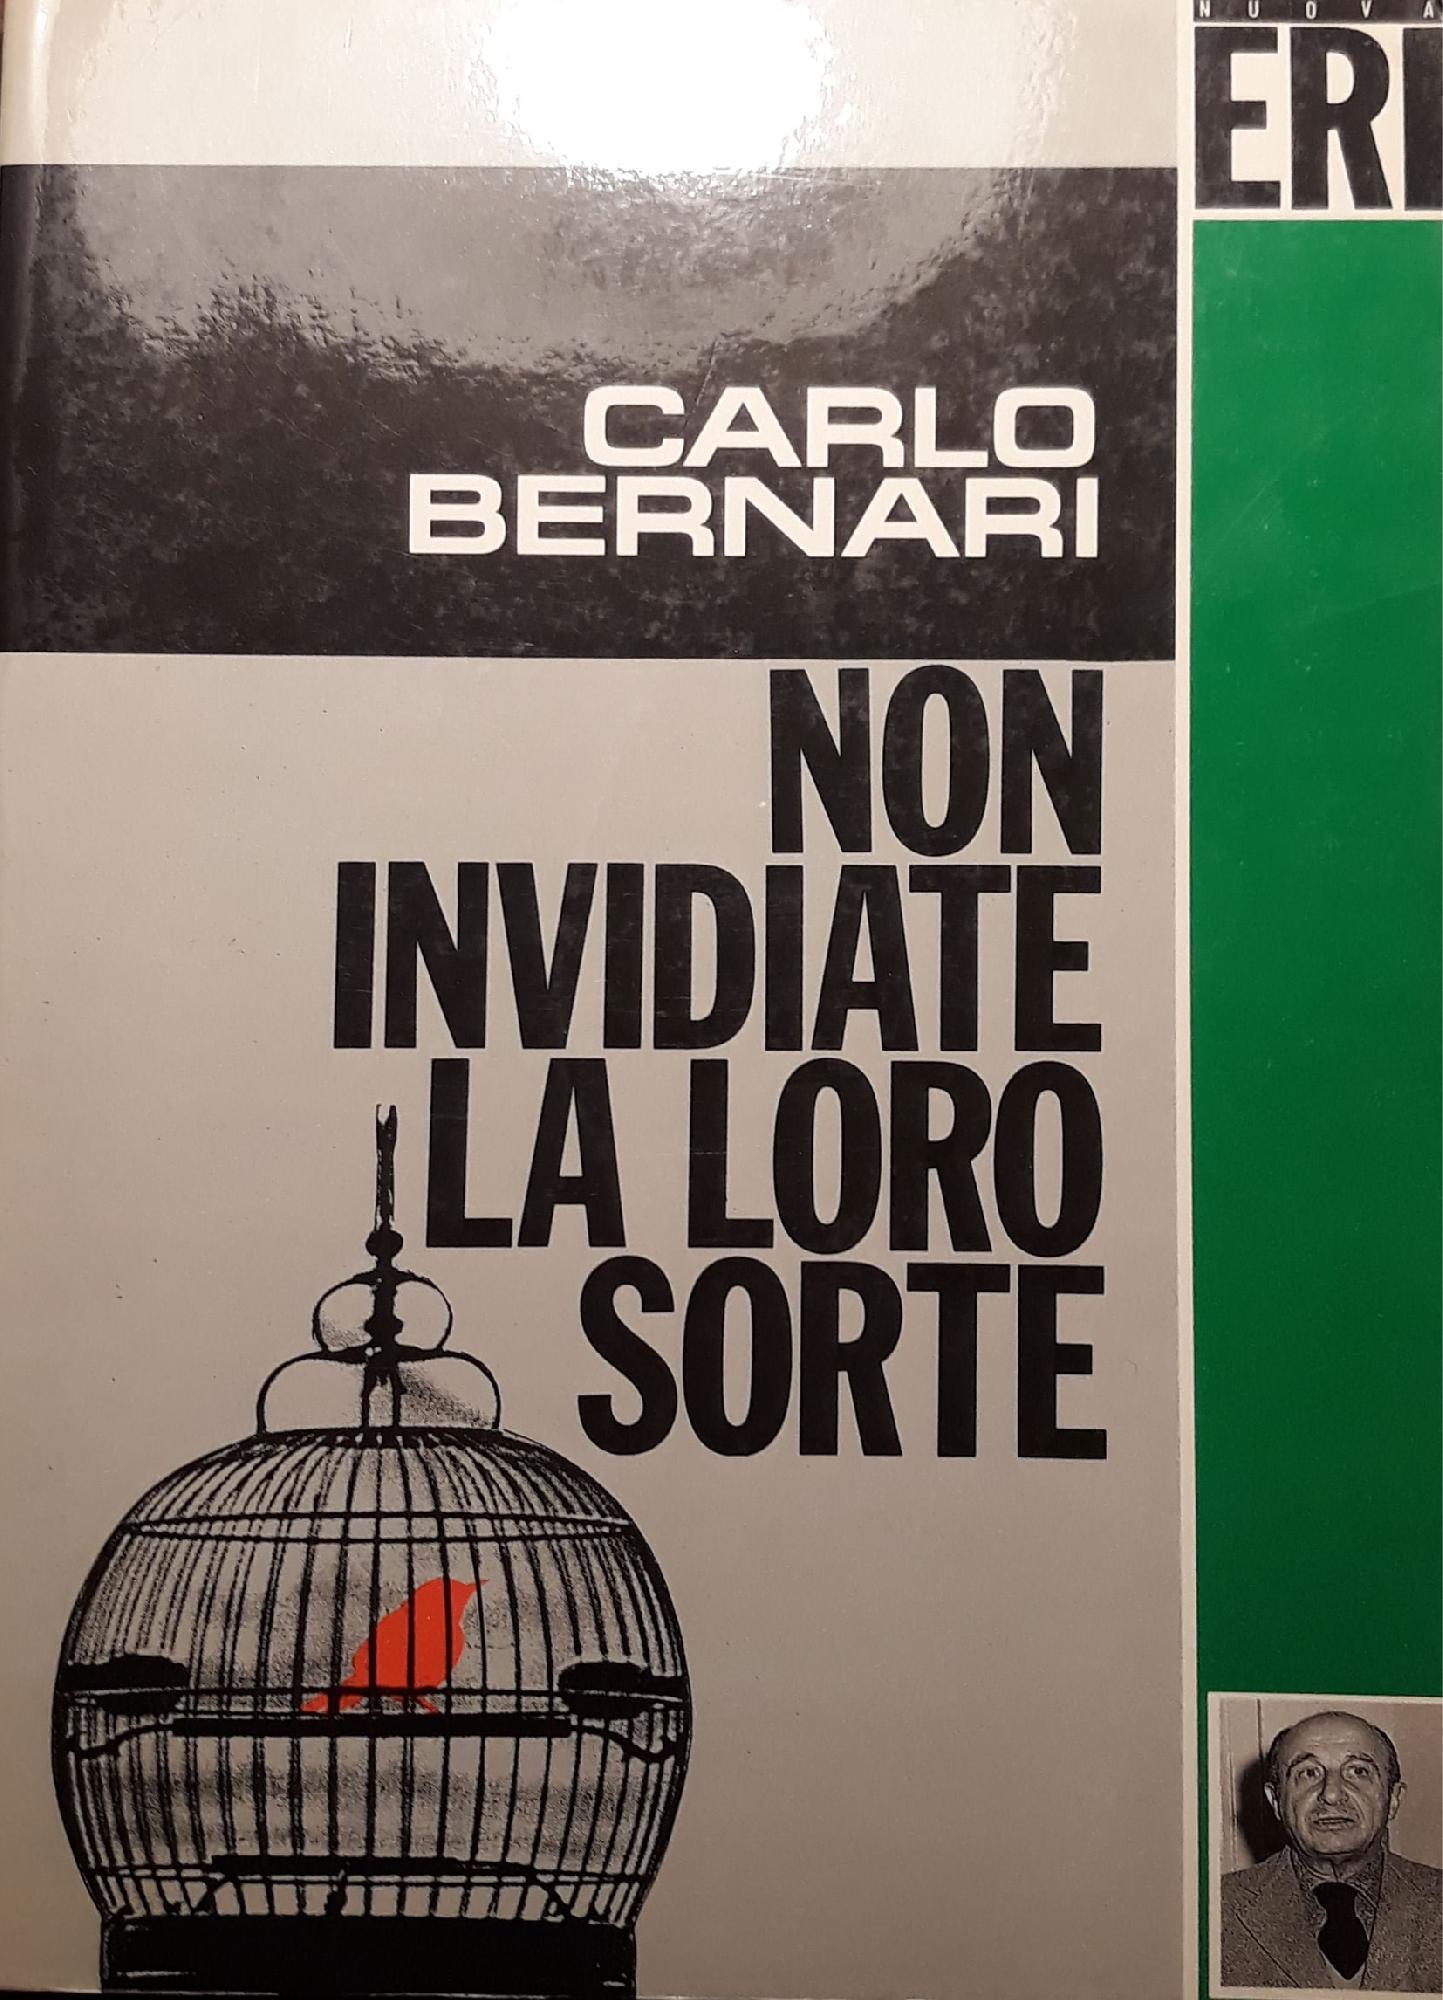 NUOVA
ERI
CARLO
BERNARI
NON
INVIDIATE
LA LORO
SORTE